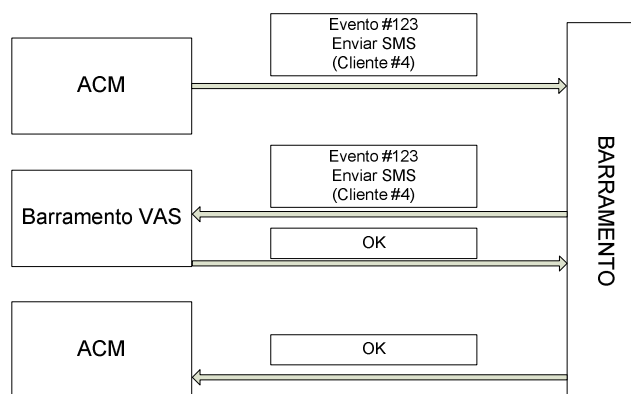 Evento #123
Enviar SMS
(Cliente #4)
ACM
BARRAMENTO
Evento #123
Enviar SMS
(Cliente #4)
Barramento VAS
OK
ACM
OK